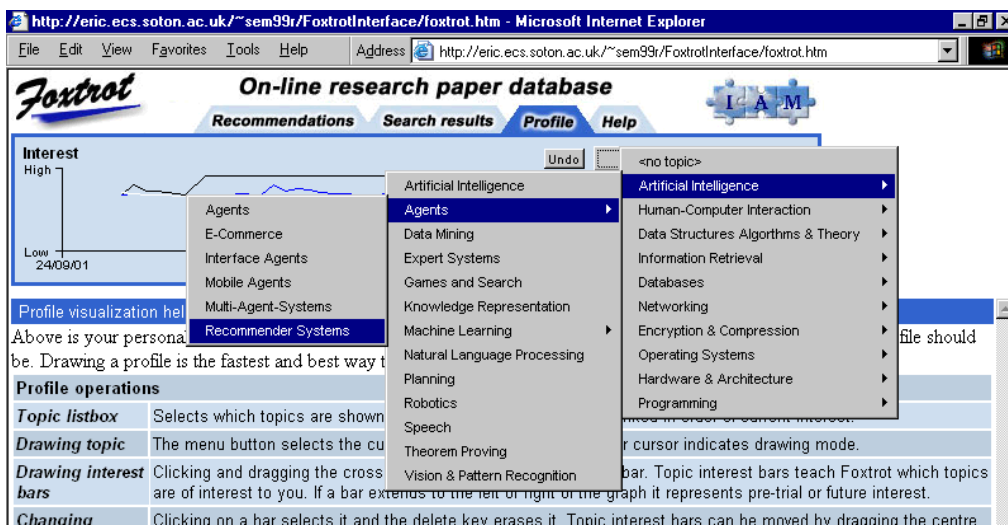 http://eric.ecs.soton.ac.uk/~sem99r/FoxtrotInterface/foxtrot.htm - Microsoft Internet Explorer
File Edit View Favorites Tools Help Address http://eric.ecs.soton.ac.uk/~sem99r/FoxtrotInterface/foxtrot.htm
Foxtrot
On-line research paper database
I A M
Recommendations Search results Profile Help
Interest
High
Low
24/09/01
Undo
<no topic>
Artificial Intelligence
Human-Computer Interaction
Data Structures Algorthms & Theory
Information Retrieval
Databases
Networking
Encryption & Compression
Operating Systems
Hardware & Architecture
Programming
Artificial Intelligence
Agents
Data Mining
Expert Systems
Games and Search
Knowledge Representation
Machine Learning
Natural Language Processing
Planning
Robotics
Speech
Theorem Proving
Vision & Pattern Recognition
Agents
E-Commerce
Interface Agents
Mobile Agents
Multi-Agent-Systems
Recommender Systems
Profile visualization hel
Above is your persona file should
be. Drawing a profile is the fastest and best way t
Profile operations
Topic listbox Selects which topics are shown in order of current interest.
Drawing topic The menu button selects the cu r cursor indicates drawing mode.
Drawing interest bars Clicking and dragging the cross bar. Topic interest bars teach Foxtrot which topics
are of interest to you. If a bar extends to the left or right of the graph it represents pre-trial or future interest.
Changing Clicking on a bar selects it and the delete key erases it. Topic interest bars can be moved by dragging the centre